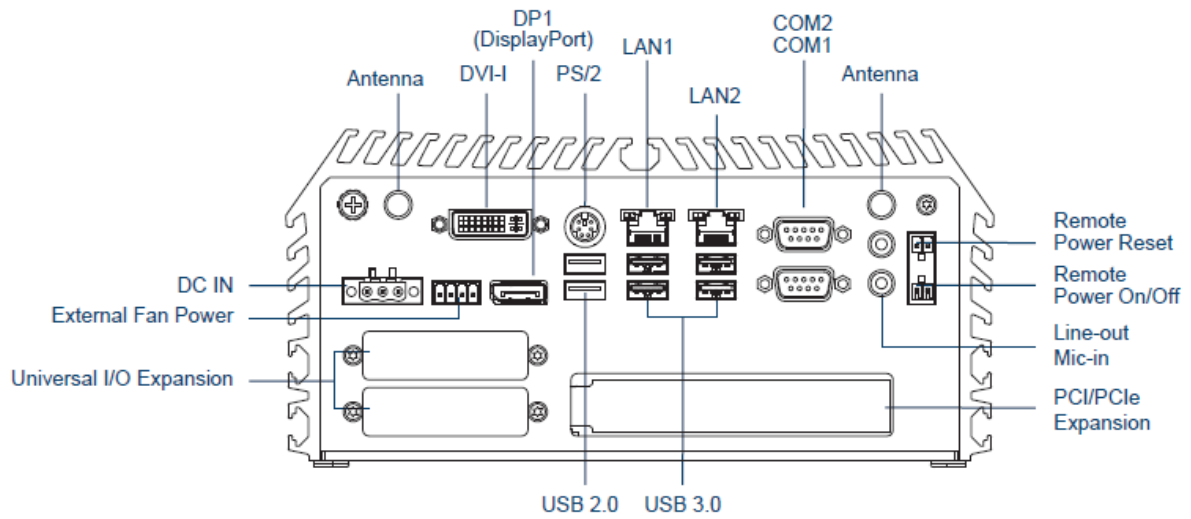 DP1
(DisplayPort)
Antenna
DVI-I
PS/2
LAN1
LAN2
COM2
COM1
Antenna
DC IN
External Fan Power
Universal I/O Expansion
Remote
Power Reset
Remote
Power On/Off
Line-out
Mic-in
PCI/PCIe
Expansion
USB 2.0
USB 3.0